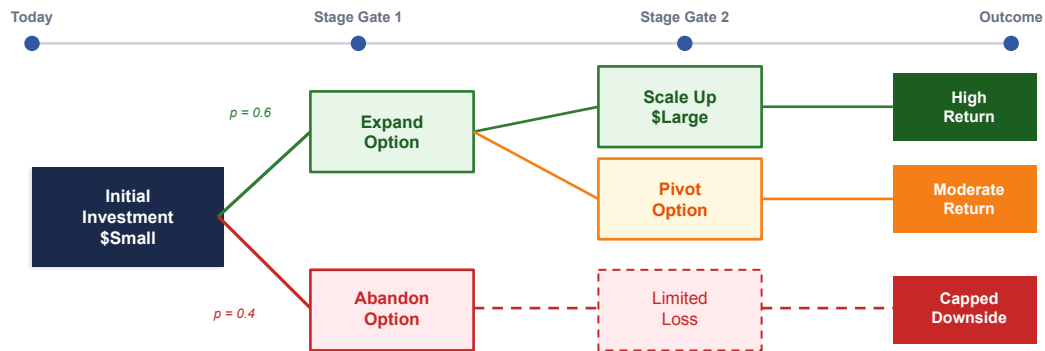 Today
Stage Gate 1
Stage Gate 2
Outcome
p = 0.6
Expand
Option
Scale Up
$Large
High
Return
Initial
Investment
$Small
Pivot
Option
Moderate
Return
p = 0.4
Abandon
Option
Limited
Loss
Capped
Downside